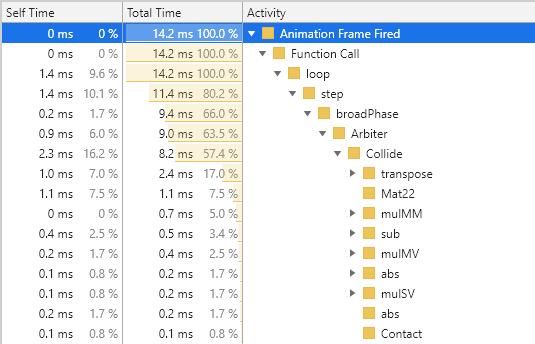 Self Time Total Time Activity
0 ms 0 % 14.2 ms 100.0 % Animation Frame Fired
0 ms 0 % 14.2 ms 100.0 % Function Call
1.4 ms 9.6 % 14.2 ms 100.0 % loop
1.4 ms 10.1 % 11.4 ms 80.2 % step
0.2 ms 1.7 % 9.4 ms 66.0 % broadPhase
0.9 ms 6.0 % 9.0 ms 63.5 % Arbiter
2.3 ms 16.2 % 8.2 ms 57.4 % Collide
1.0 ms 7.0 % 2.4 ms 17.0 % transpose
1.1 ms 7.5 % 1.1 ms 7.5 % Mat22
0 ms 0 % 0.7 ms 5.0 % mulMM
0.4 ms 2.5 % 0.5 ms 3.4 % sub
0.2 ms 1.7 % 0.4 ms 2.5 % mulMV
0.1 ms 0.8 % 0.2 ms 1.7 % abs
0.1 ms 0.8 % 0.2 ms 1.7 % mulSV
0.2 ms 1.7 % 0.2 ms 1.7 % abs
0.1 ms 0.8 % 0.1 ms 0.8 % Contact